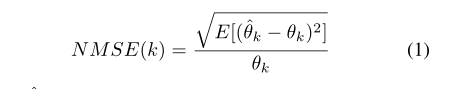 NMSE(k) = \frac{\sqrt{E[(\hat{\theta}_k - \theta_k)^2]}}{\theta_k} (1)